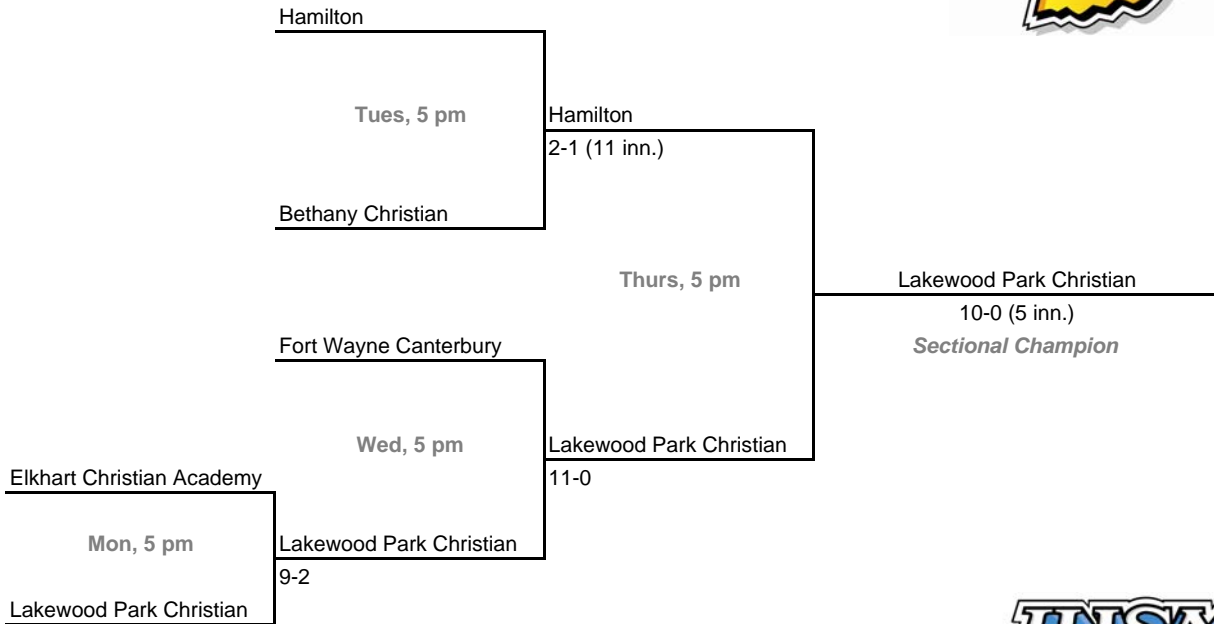 Hamilton
Tues, 5 pm
Hamilton
2-1 (11 inn.)
Bethany Christian
Thurs, 5 pm
Lakewood Park Christian
10-0 (5 inn.)
Fort Wayne Canterbury
Sectional Champion
Wed, 5 pm
Lakewood Park Christian
Elkhart Christian Academy
11-0
Mon, 5 pm
Lakewood Park Christian
9-2
Lakewood Park Christian